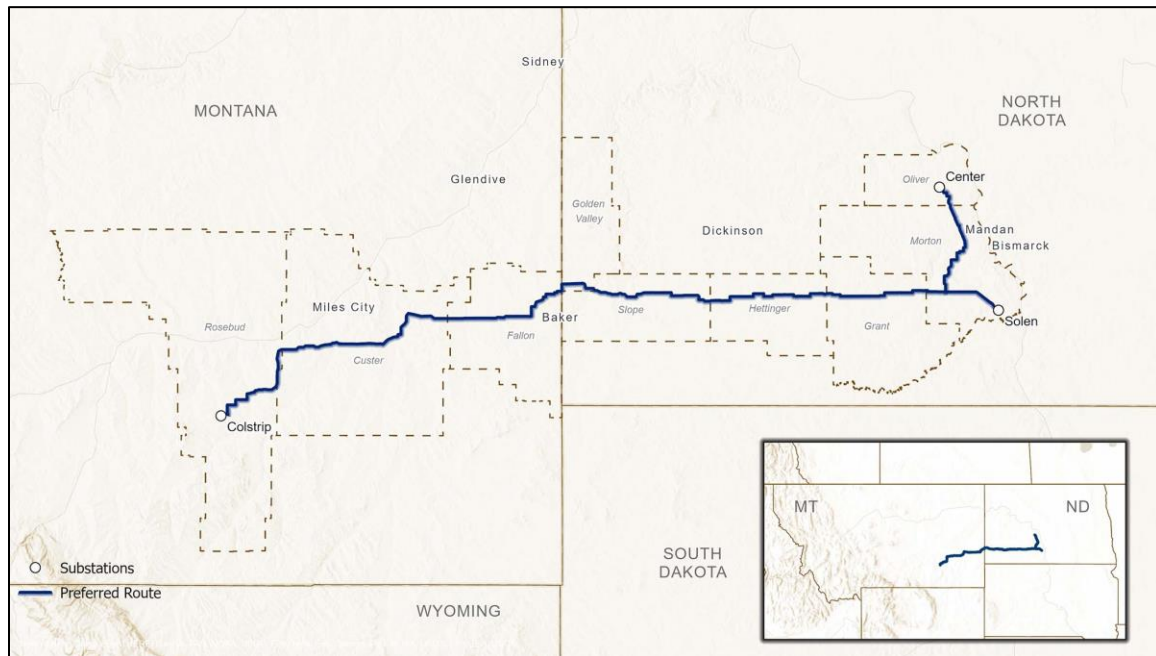 Sidney
MONTANA
NORTH
DAKOTA
Glendive
Oliver
Center
Golden
Valley
Dickinson
Mandan
Morton
Bismarck
Miles City
Rosebud
Baker
Slope
Hettinger
Solen
Fallon
Grant
Custer
Colstrip
MT
ND
SOUTH
DAKOTA
Substations
Preferred Route
WYOMING